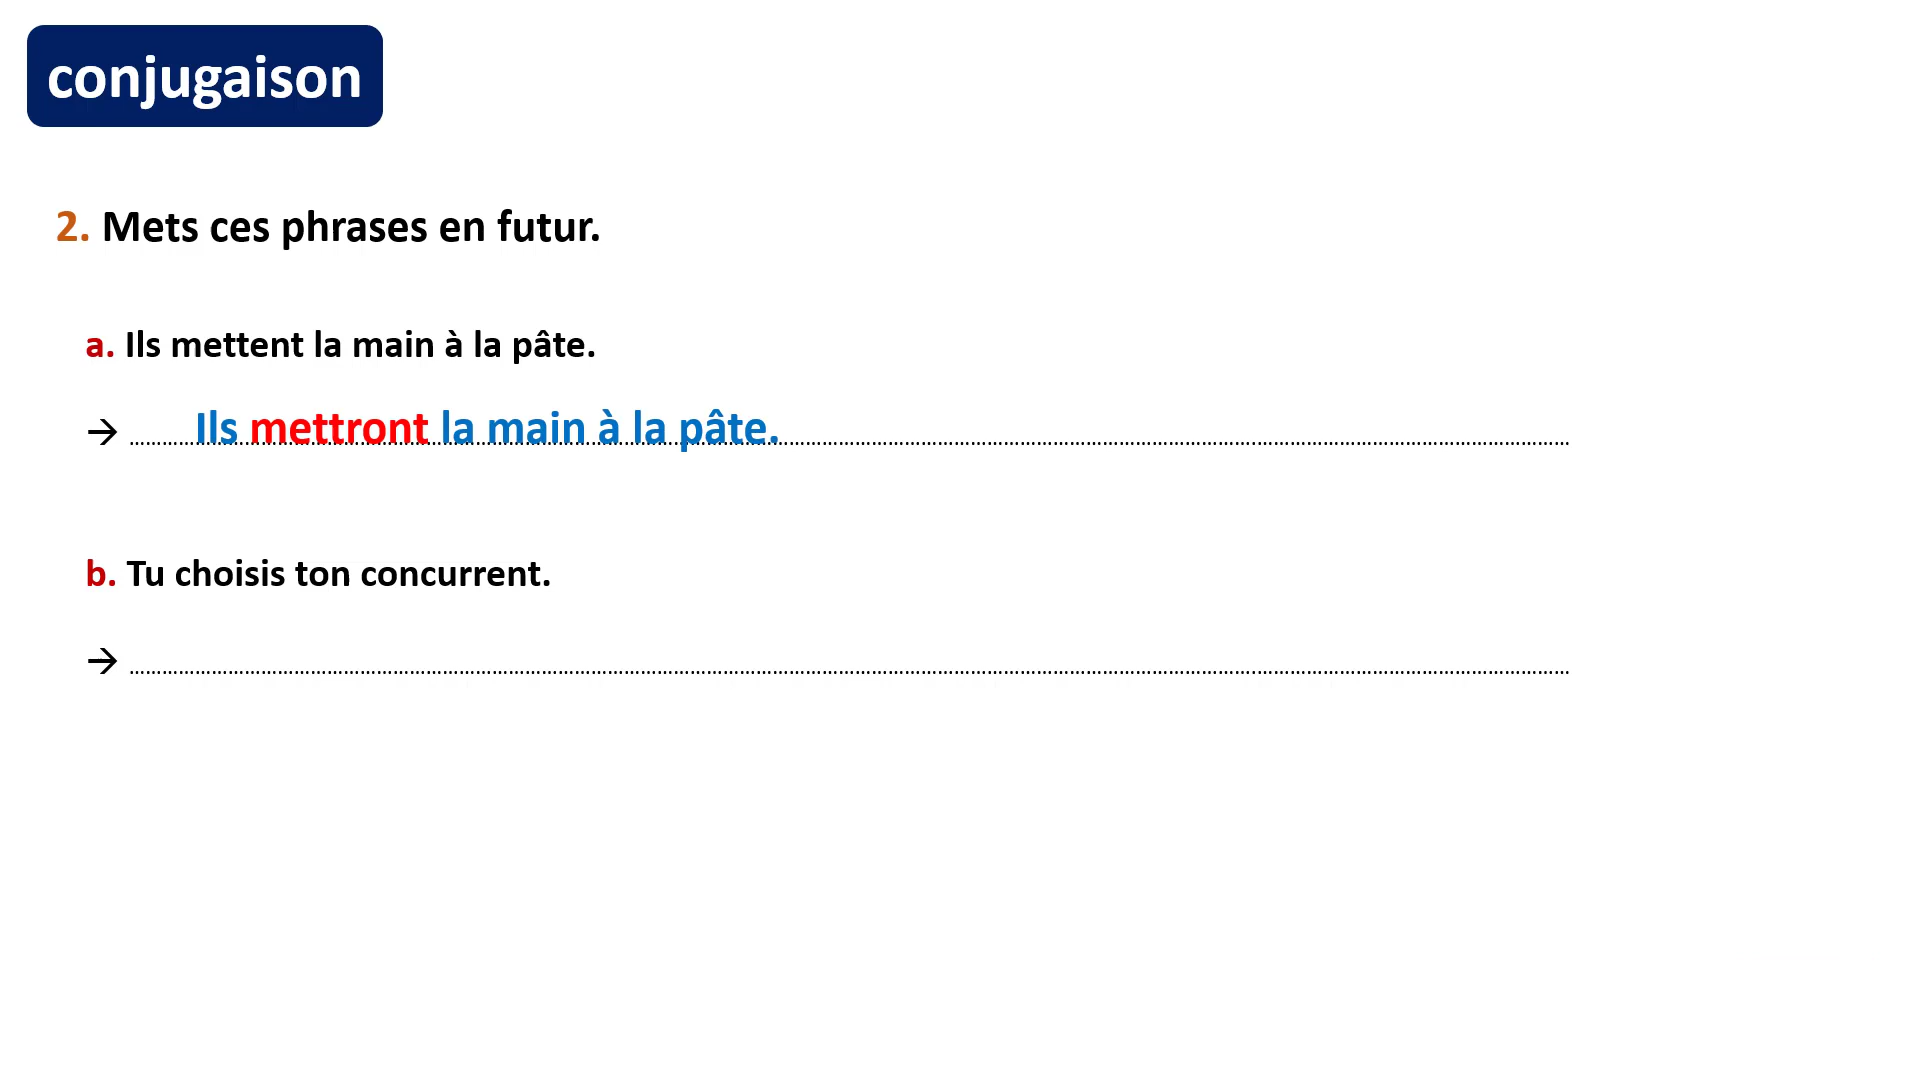 conjugaison
2. Mets ces phrases en futur.
a. Ils mettent la main à la pâte.
→ Ils mettront la main à la pâte.
b. Tu choisis ton concurrent.
→ ................................................................